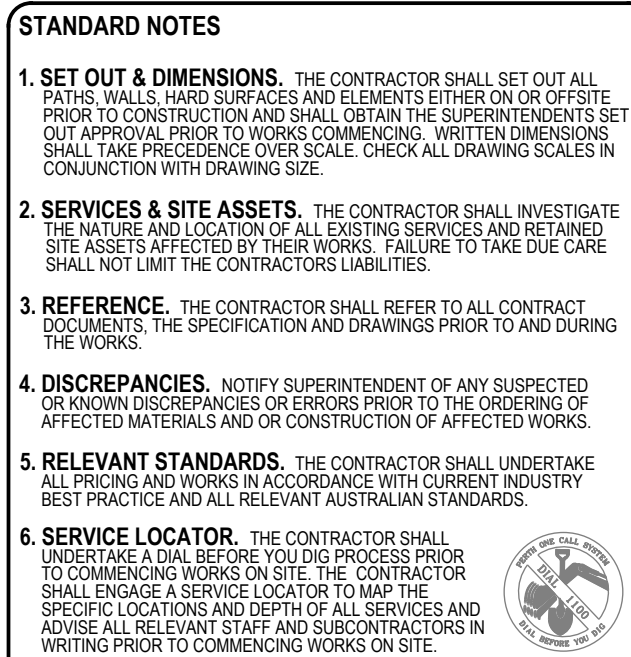 STANDARD NOTES
1. SET OUT & DIMENSIONS. THE CONTRACTOR SHALL SET OUT ALL
PATHS, WALLS, HARD SURFACES AND ELEMENTS EITHER ON OR OFFSITE
PRIOR TO CONSTRUCTION AND SHALL OBTAIN THE SUPERINTENDENTS SET
OUT APPROVAL PRIOR TO WORKS COMMENCING. WRITTEN DIMENSIONS
SHALL TAKE PRECEDENCE OVER SCALE. CHECK ALL DRAWING SCALES IN
CONJUNCTION WITH DRAWING SIZE.
2. SERVICES & SITE ASSETS. THE CONTRACTOR SHALL INVESTIGATE
THE NATURE AND LOCATION OF ALL EXISTING SERVICES AND RETAINED
SITE ASSETS AFFECTED BY THEIR WORKS. FAILURE TO TAKE DUE CARE
SHALL NOT LIMIT THE CONTRACTORS LIABILITIES.
3. REFERENCE. THE CONTRACTOR SHALL REFER TO ALL CONTRACT
DOCUMENTS, THE SPECIFICATION AND DRAWINGS PRIOR TO AND DURING
THE WORKS.
4. DISCREPANCIES. NOTIFY SUPERINTENDENT OF ANY SUSPECTED
OR KNOWN DISCREPANCIES OR ERRORS PRIOR TO THE ORDERING OF
AFFECTED MATERIALS AND OR CONSTRUCTION OF AFFECTED WORKS.
5. RELEVANT STANDARDS. THE CONTRACTOR SHALL UNDERTAKE
ALL PRICING AND WORKS IN ACCORDANCE WITH CURRENT INDUSTRY
BEST PRACTICE AND ALL RELEVANT AUSTRALIAN STANDARDS.
6. SERVICE LOCATOR. THE CONTRACTOR SHALL
UNDERTAKE A DIAL BEFORE YOU DIG PROCESS PRIOR
TO COMMENCING WORKS ON SITE. THE CONTRACTOR
SHALL ENGAGE A SERVICE LOCATOR TO MAP THE
SPECIFIC LOCATIONS AND DEPTH OF ALL SERVICES AND
ADVISE ALL RELEVANT STAFF AND SUBCONTRACTORS IN
WRITING PRIOR TO COMMENCING WORKS ON SITE.
PERTH ONE CALL SYSTEM
DIAL 1100
DIAL BEFORE YOU DIG